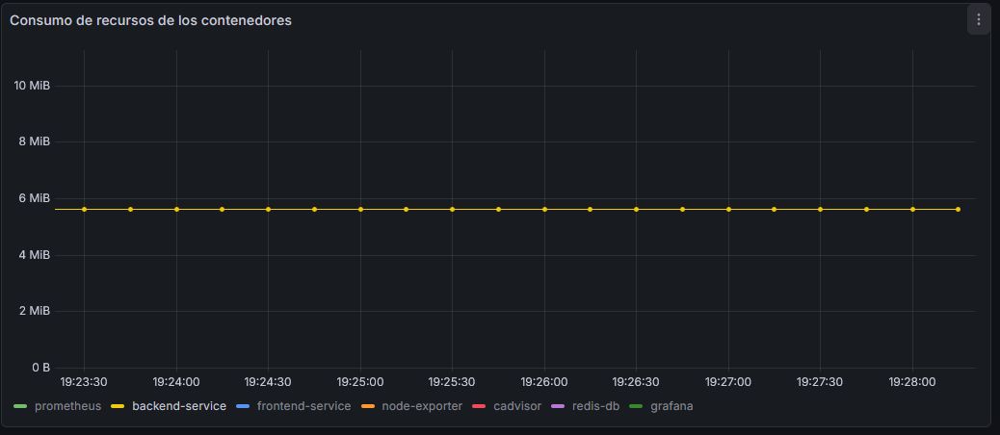 Consumo de recursos de los contenedores
10 MiB
8 MiB
6 MiB
4 MiB
2 MiB
0 B
19:23:30 19:24:00 19:24:30 19:25:00 19:25:30 19:26:00 19:26:30 19:27:00 19:27:30 19:28:00
prometheus backend-service frontend-service node-exporter cadvisor redis-db grafana